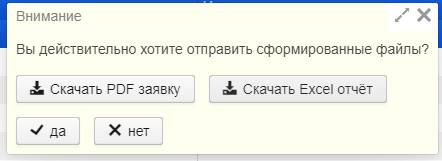 Внимание
Вы действительно хотите отправить сформированные файлы?
Скачать PDF заявку Скачать Excel отчёт
да нет